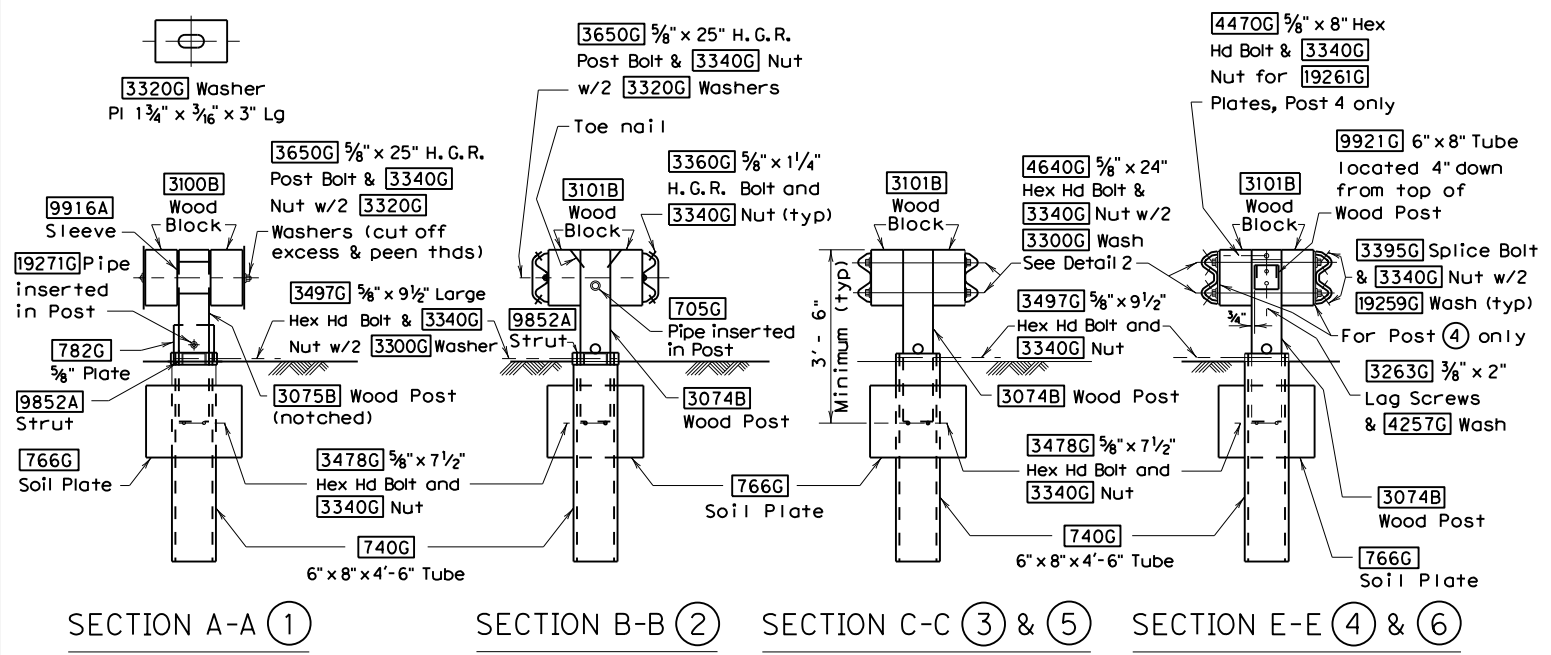 3320G Washer
Pl 1 3/4" x 3/16" x 3" Lg
3650G 5/8" x 25" H.G.R.
Post Bolt & 3340G
Nut w/2 3320G
Washers (cut off
excess & peen thds)
3100B
Wood
Block
9916A
Sleeve
19271G Pipe
inserted
in Post
782G
5/8" Plate
9852A
Strut
766G
Soil Plate
3497G 5/8" x 9 1/2" Large
Hex Hd Bolt & 3340G
Nut w/2 3300G Washer
3075B Wood Post
(notched)
3478G 5/8" x 7 1/2"
Hex Hd Bolt and
3340G Nut
740G
6" x 8" x 4'-6" Tube
SECTION A-A 1
3650G 5/8" x 25" H.G.R.
Post Bolt & 3340G Nut
w/2 3320G Washers
Toe nail
3101B
Wood
Block
3360G 5/8" x 1 1/4"
H.G.R. Bolt and
3340G Nut (typ)
9852A
Strut
705G
Pipe inserted
in Post
3074B
Wood Post
766G
Soil Plate
SECTION B-B 2
3101B
Wood
Block
3'-6"
Minimum (typ)
4640G 5/8" x 24"
Hex Hd Bolt &
3340G Nut w/2
3300G Wash
See Detail 2
3497G 5/8" x 9 1/2"
Hex Hd Bolt and
3340G Nut
3074B Wood Post
3478G 5/8" x 7 1/2"
Hex Hd Bolt and
3340G Nut
740G
6" x 8" x 4'-6" Tube
SECTION C-C 3 & 5
4470G 5/8" x 8" Hex
Hd Bolt & 3340G
Nut for 19261G
Plates, Post 4 only
9921G 6" x 8" Tube
located 4" down
from top of
Wood Post
3101B
Wood
Block
3395G Splice Bolt
& 3340G Nut w/2
19259G Wash (typ)
3/4"
For Post 4 only
3263G 3/8" x 2"
Lag Screws
& 4257G Wash
3074B
Wood Post
766G
Soil Plate
SECTION E-E 4 & 6